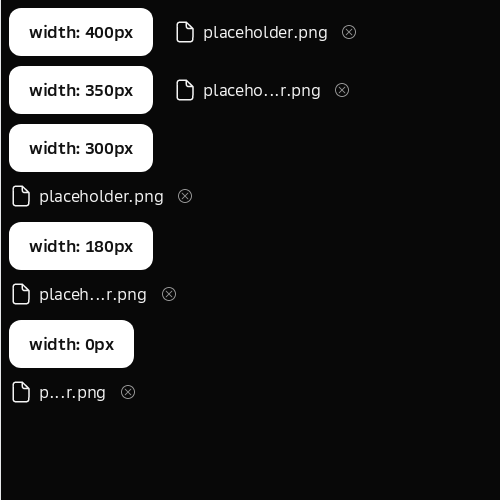 width: 400px placeholder.png
width: 350px placeho...r.png
width: 300px
placeholder.png
width: 180px
placeh...r.png
width: 0px
p...r.png